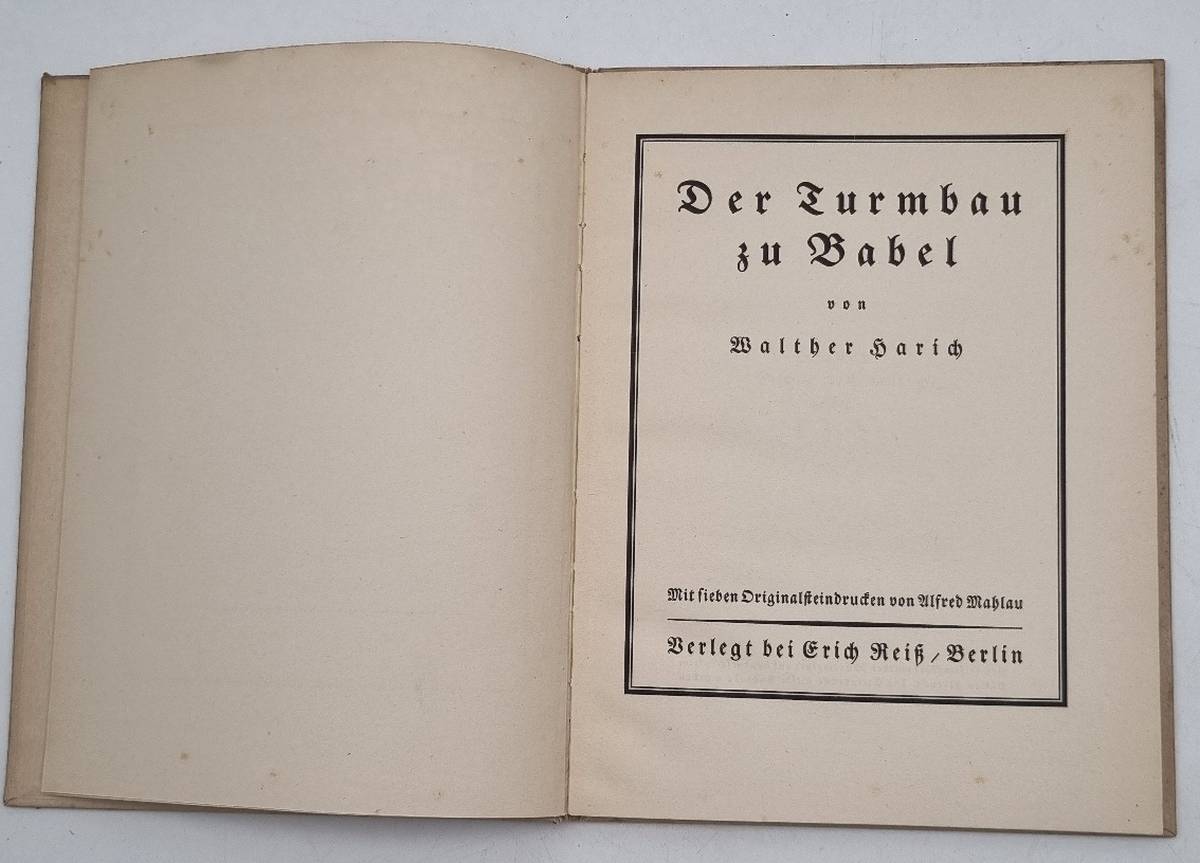 Der Turmbau
zu Babel
von
Walther Harich
Mit sieben Originalsteindrucken von Alfred Mahlau
Verlegt bei Erich Reiß / Berlin